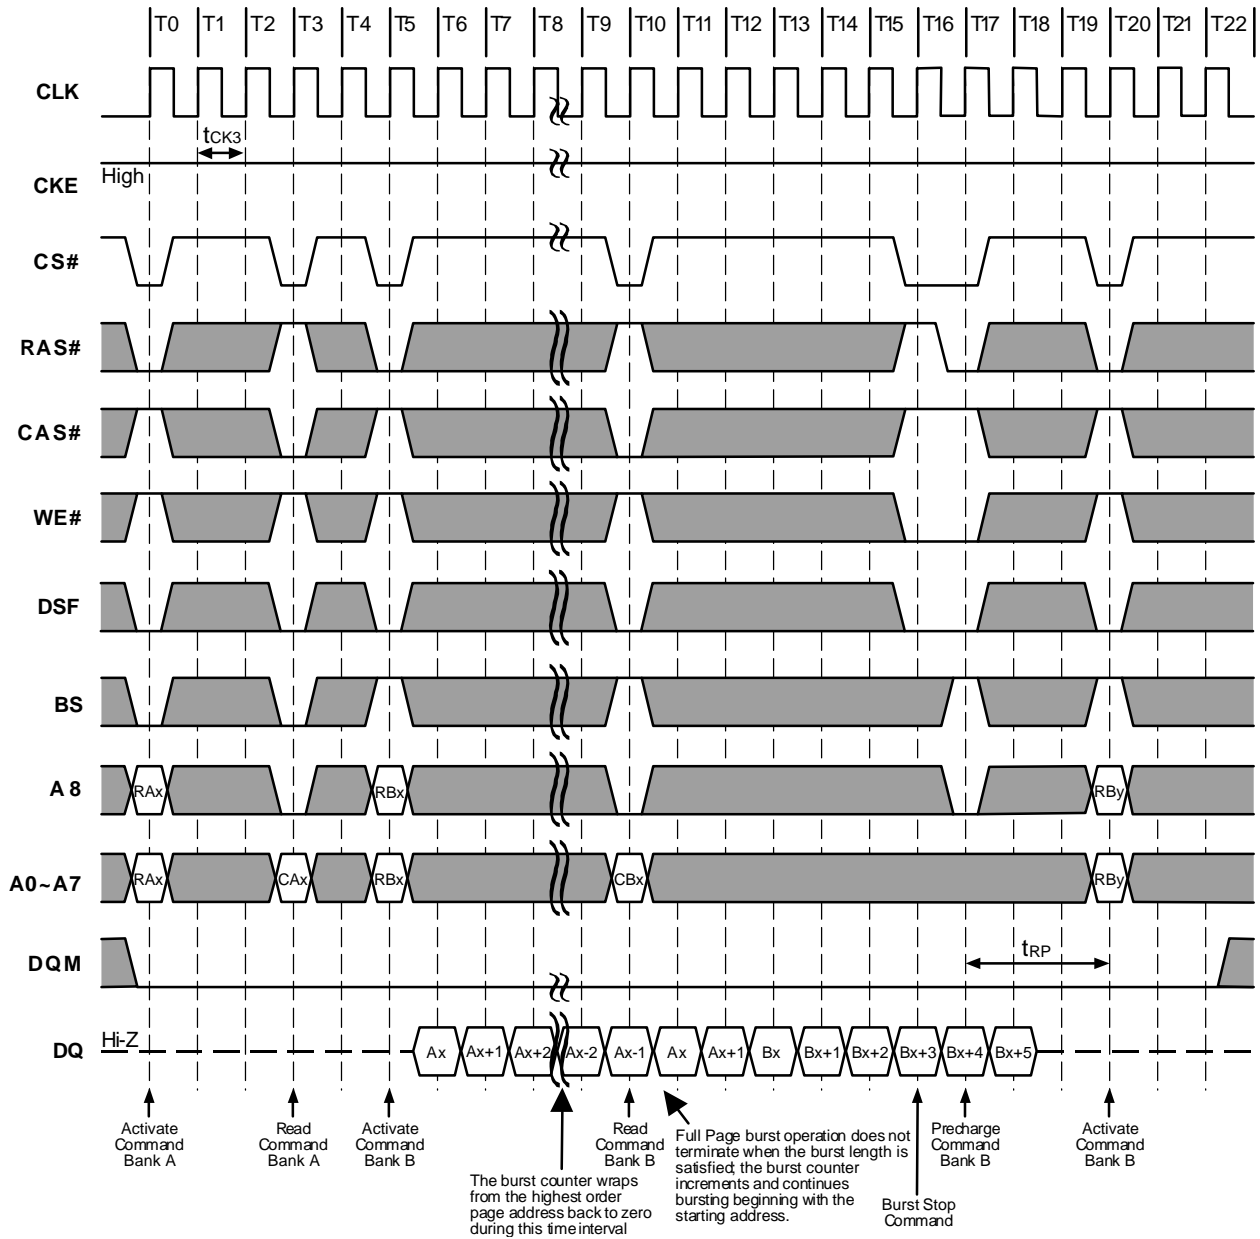 T0 T1 T2 T3 T4 T5 T6 T7 T8 T9 T10 T11 T12 T13 T14 T15 T16 T17 T18 T19 T20 T21 T22
CLK
tCK3
High
CKE
CS#
RAS#
CAS#
WE#
DSF
BS
A8
RAx RBx RBy
A0~A7
RAx CAx RBx CBx RBy
DQM
tRP
Hi-Z
DQ
Ax Ax+1 Ax+2 Ax-2 Ax-1 Ax Ax+1 Bx Bx+1 Bx+2 Bx+3 Bx+4 Bx+5
Activate
Command
Bank A
Read
Command
Bank A
Activate
Command
Bank B
The burst counter wraps
from the highest order
page address back to zero
during this time interval
Read
Command
Bank B
Full Page burst operation does not
terminate when the burst length is
satisfied; the burst counter
increments and continues
bursting beginning with the
starting address.
Burst Stop
Command
Precharge
Command
Bank B
Activate
Command
Bank B